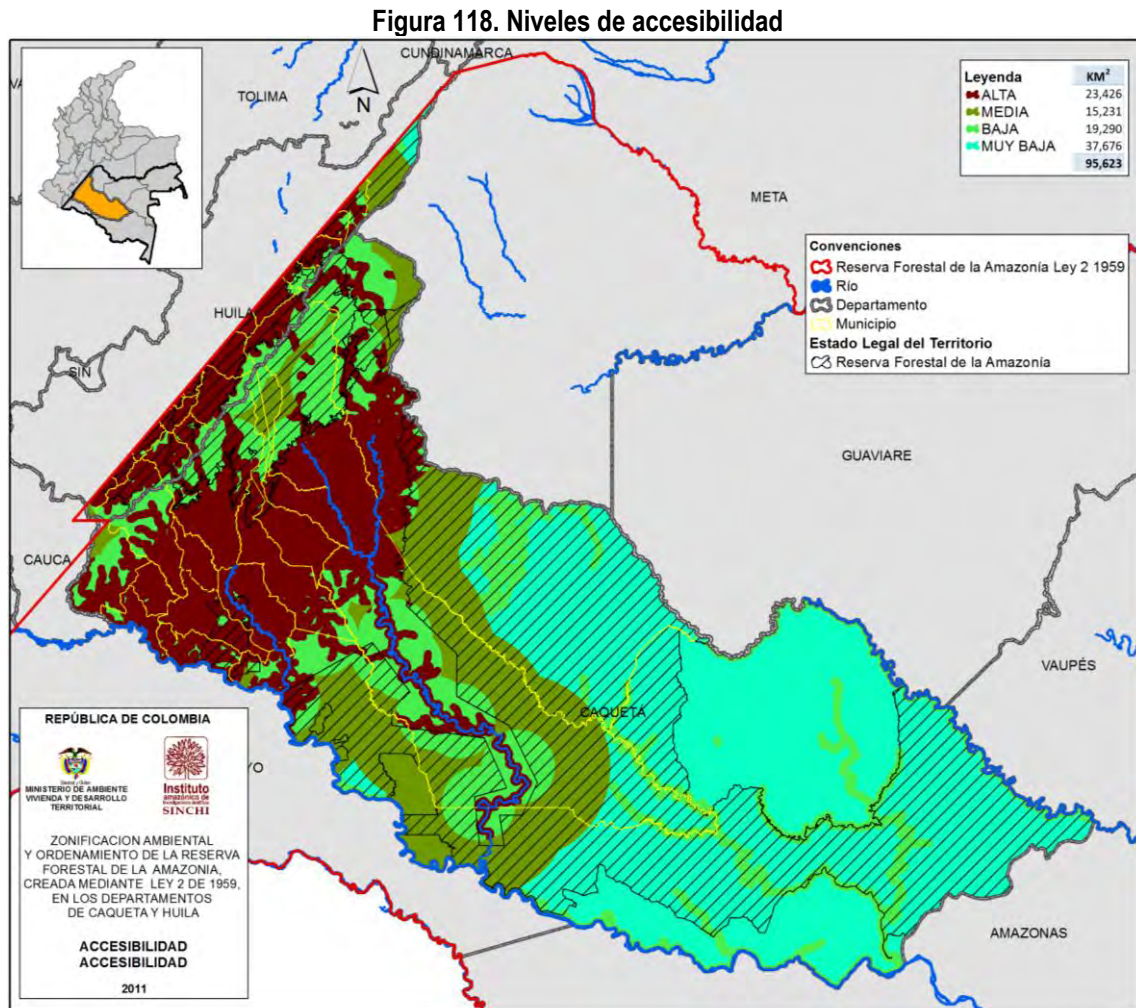 Figura 118. Niveles de accesibilidad
CUNDINAMARCA
TOLIMA
N
Leyenda KM²
ALTA 23,426
MEDIA 15,231
BAJA 19,290
MUY BAJA 37,676
95,623
META
Convenciones
Reserva Forestal de la Amazonía Ley 2 1959
Río
Departamento
Municipio
Estado Legal del Territorio
Reserva Forestal de la Amazonía
HUILA
SIN
GUAVIARE
CAUCA
VAUPÉS
CAQUETÁ
YO
REPÚBLICA DE COLOMBIA
MINISTERIO DE AMBIENTE
VIVIENDA Y DESARROLLO
TERRITORIAL
Instituto
amazónico de
investigaciones científicas
SINCHI
ZONIFICACION AMBIENTAL
Y ORDENAMIENTO DE LA RESERVA
FORESTAL DE LA AMAZONIA,
CREADA MEDIANTE LEY 2 DE 1959,
EN LOS DEPARTAMENTOS
DE CAQUETA Y HUILA
ACCESIBILIDAD
ACCESIBILIDAD
2011
AMAZONAS